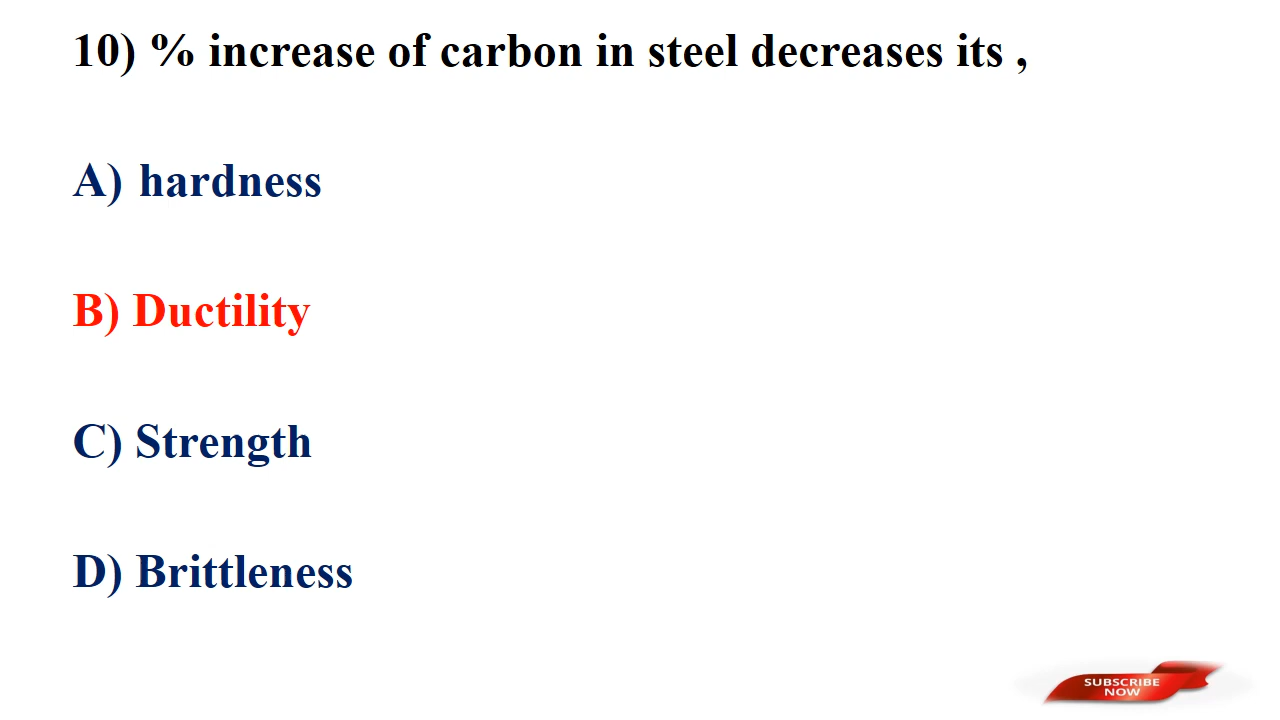 10) % increase of carbon in steel decreases its ,
A) hardness
B) Ductility
C) Strength
D) Brittleness
SUBSCRIBE
NOW